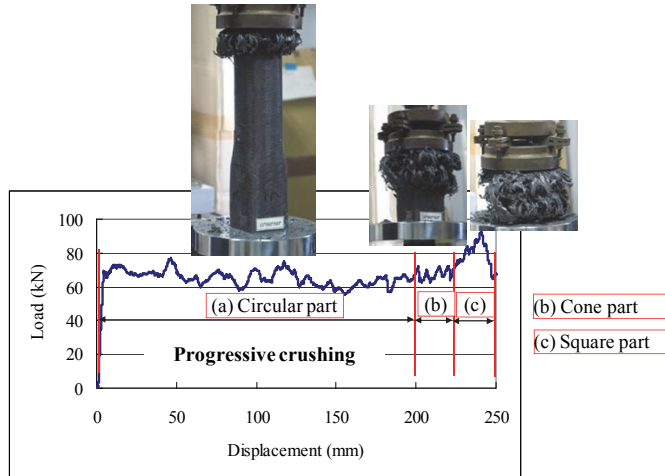 100
80
60
40
20
0
Load (kN)
0
50
100
150
200
250
Displacement (mm)
(a) Circular part
(b)
(c)
Progressive crushing
(b) Cone part
(c) Square part